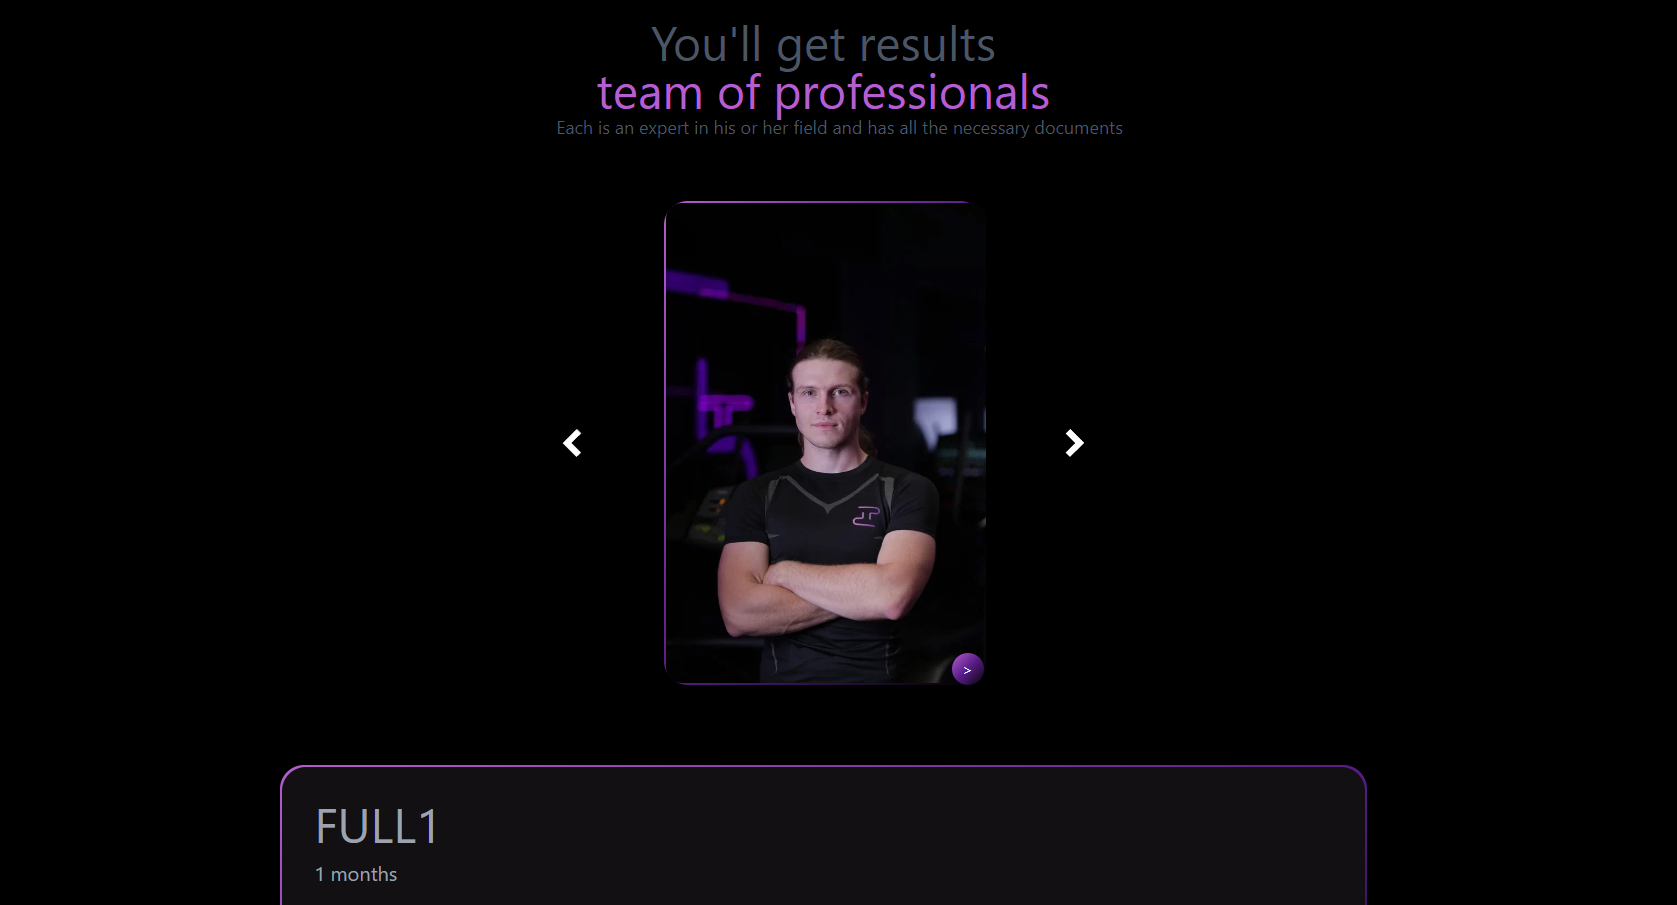 You'll get results
team of professionals
Each is an expert in his or her field and has all the necessary documents
>
FULL1
1 months